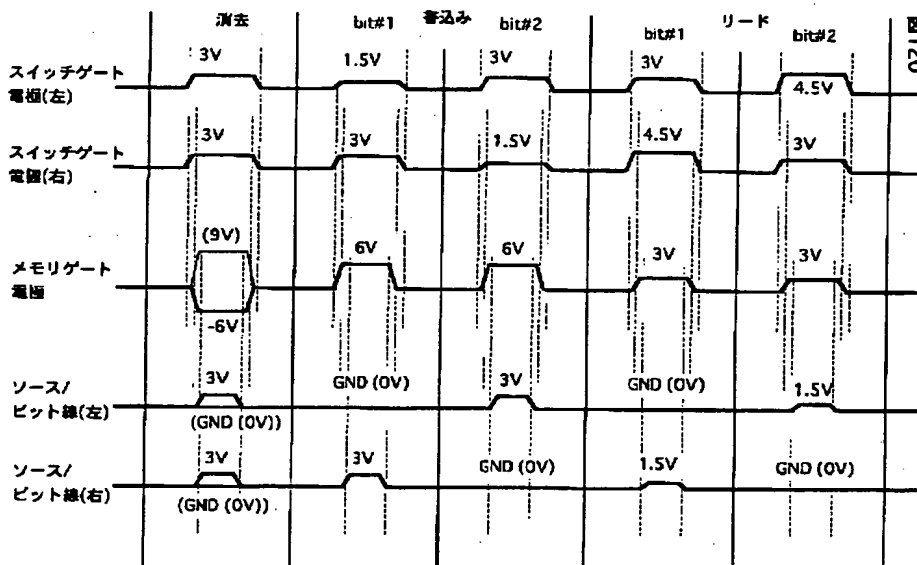 消去 書込み リード
bit#1 bit#2 bit#1 bit#2
図120
スイッチゲート
電極(左)
3V 1.5V 3V 3V 4.5V
スイッチゲート
電極(右)
3V 3V 1.5V 4.5V 3V
メモリゲート
電極
(9V) 6V 6V 3V 3V
-6V
ソース/
ビット線(左)
3V GND (0V) 3V GND (0V) 1.5V
(GND (0V))
ソース/
ビット線(右)
3V 3V GND (0V) 1.5V GND (0V)
(GND (0V))